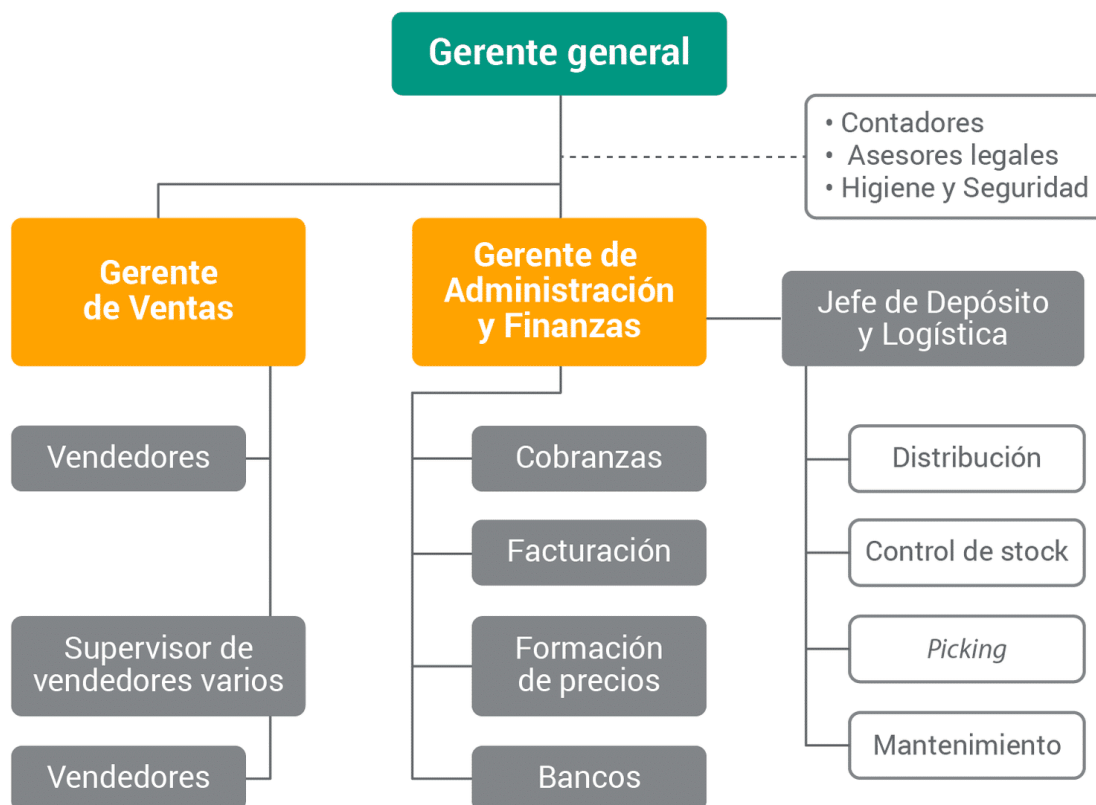 Gerente general
• Contadores
• Asesores legales
• Higiene y Seguridad
Gerente
de Ventas
Gerente de
Administración
y Finanzas
Jefe de Depósito
y Logística
Vendedores
Supervisor de
vendedores varios
Vendedores
Cobranzas
Facturación
Formación
de precios
Bancos
Distribución
Control de stock
Picking
Mantenimiento